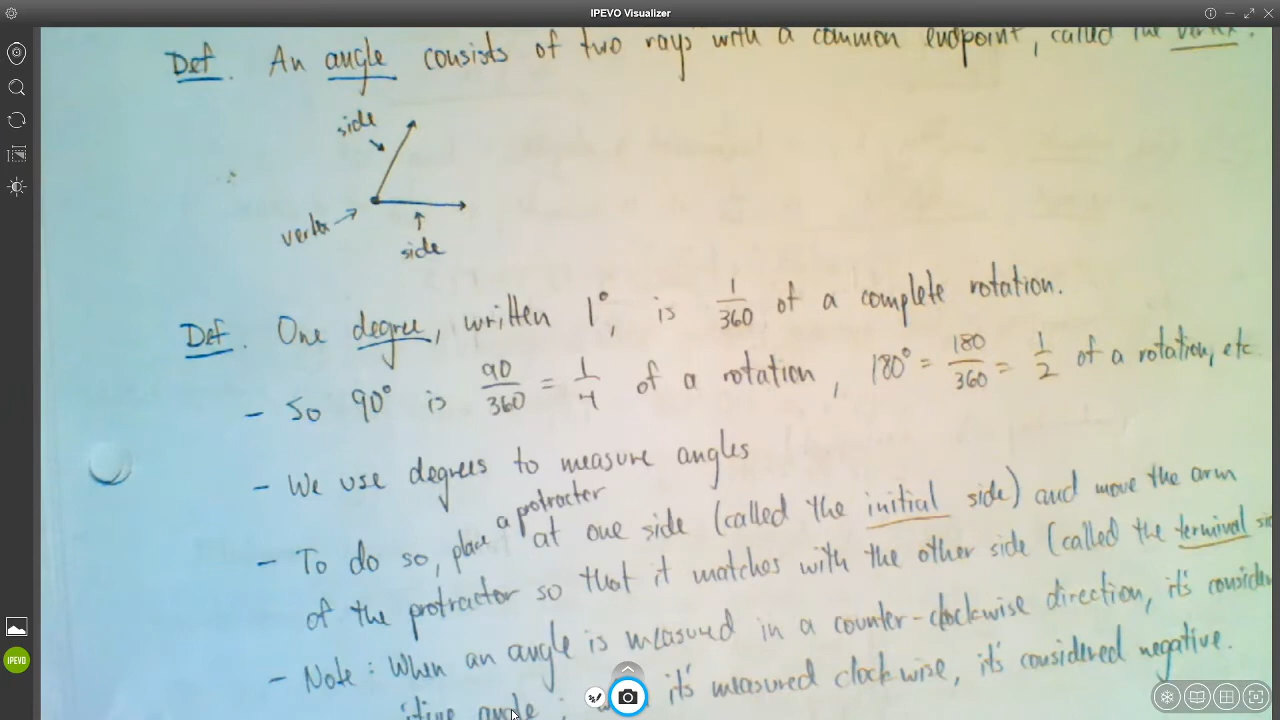 IPEVO Visualizer
Def. An angle consists of two rays with a common endpoint, called the vertex.
side
vertex
side
Def. One degree, written 1°, is 1/360 of a complete rotation.
- So 90° is 90/360 = 1/4 of a rotation, 180° = 180/360 = 1/2 of a rotation, etc.
- We use degrees to measure angles
a protracter
- To do so, place at one side (called the initial side) and move the arm
of the protractor so that it matches with the other side (called the terminal
- Note: When an angle is measured in a counter-clockwise direction, it's
angle; it's measured clockwise, it's considered negative.
IPEVO